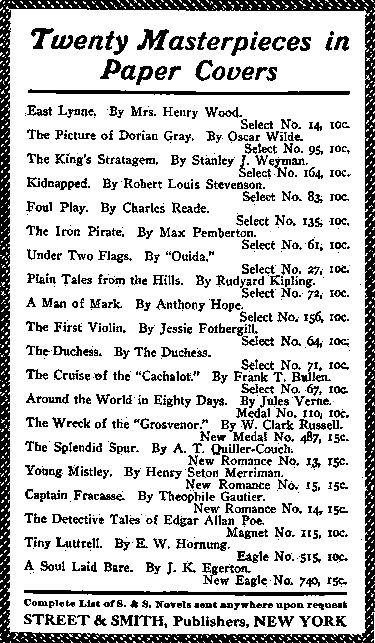 Twenty Masterpieces in
Paper Covers
East Lynne. By Mrs. Henry Wood.
Select No. 14, 10c.
The Picture of Dorian Gray. By Oscar Wilde.
Select No. 95, 10c.
The King's Stratagem. By Stanley J. Weyman.
Select No. 164, 10c.
Kidnapped. By Robert Louis Stevenson.
Select No. 83, 10c.
Foul Play. By Charles Reade.
Select No. 135, 10c.
The Iron Pirate. By Max Pemberton.
Select No. 61, 10c.
Under Two Flags. By "Ouida."
Select No. 27, 10c.
Plain Tales from the Hills. By Rudyard Kipling.
Select No. 72, 10c.
A Man of Mark. By Anthony Hope.
Select No. 156, 10c.
The First Violin. By Jessie Fothergill.
Select No. 64, 10c.
The Duchess. By The Duchess.
Select No. 71, 10c.
The Cruise of the "Cachalot." By Frank T. Bullen.
Select No. 67, 10c.
Around the World in Eighty Days. By Jules Verne.
Medal No. 110, 10c.
The Wreck of the "Grosvenor." By W. Clark Russell.
New Medal No. 487, 15c.
The Splendid Spur. By A. T. Quiller-Couch.
New Romance No. 13, 15c.
Young Mistley. By Henry Seton Merriman.
New Romance No. 15, 15c.
Captain Fracasse. By Theophile Gautier.
New Romance No. 14, 15c.
The Detective Tales of Edgar Allan Poe.
Magnet No. 115, 10c.
Tiny Luttrell. By E. W. Hornung.
Eagle No. 515, 10c.
A Soul Laid Bare. By J. K. Egerton.
New Eagle No. 740, 15c.
Complete List of S. & S. Novels sent anywhere upon request
STREET & SMITH, Publishers, NEW YORK